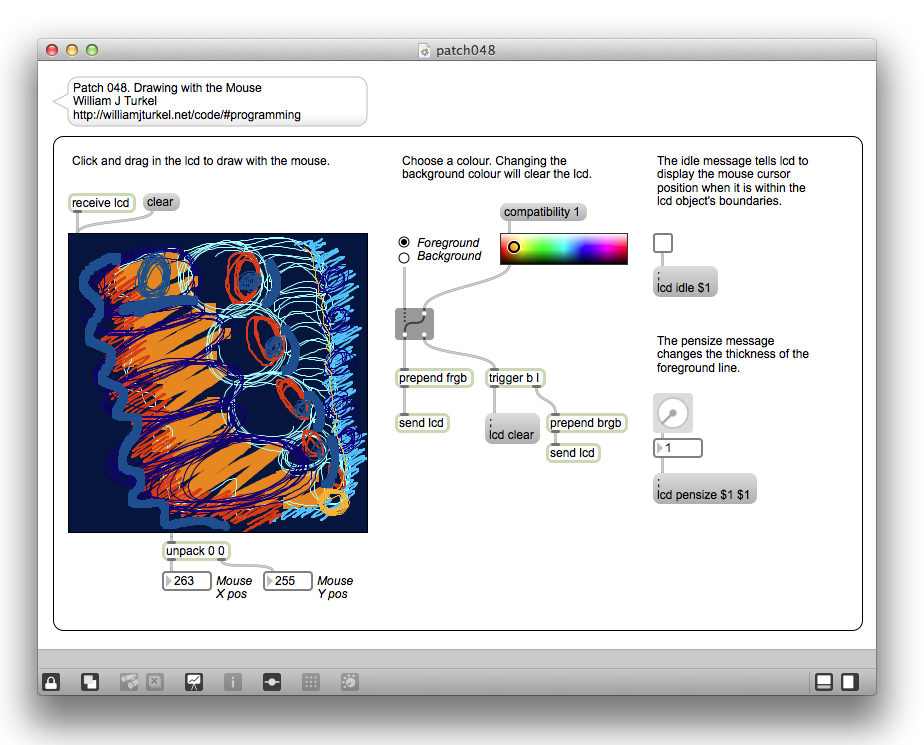 patch048
Patch 048. Drawing with the Mouse
William J Turkel
http://williamjturkel.net/code/#programming
Click and drag in the lcd to draw with the mouse.
receive lcd
clear
Choose a colour. Changing the
background colour will clear the lcd.
compatibility 1
Foreground
Background
prepend frgb
trigger b l
send lcd
;
lcd clear
prepend brgb
send lcd
The idle message tells lcd to
display the mouse cursor
position when it is within the
lcd object's boundaries.
;
lcd idle $1
The pensize message
changes the thickness of the
foreground line.
1
;
lcd pensize $1 $1
unpack 0 0
263
Mouse
X pos
255
Mouse
Y pos